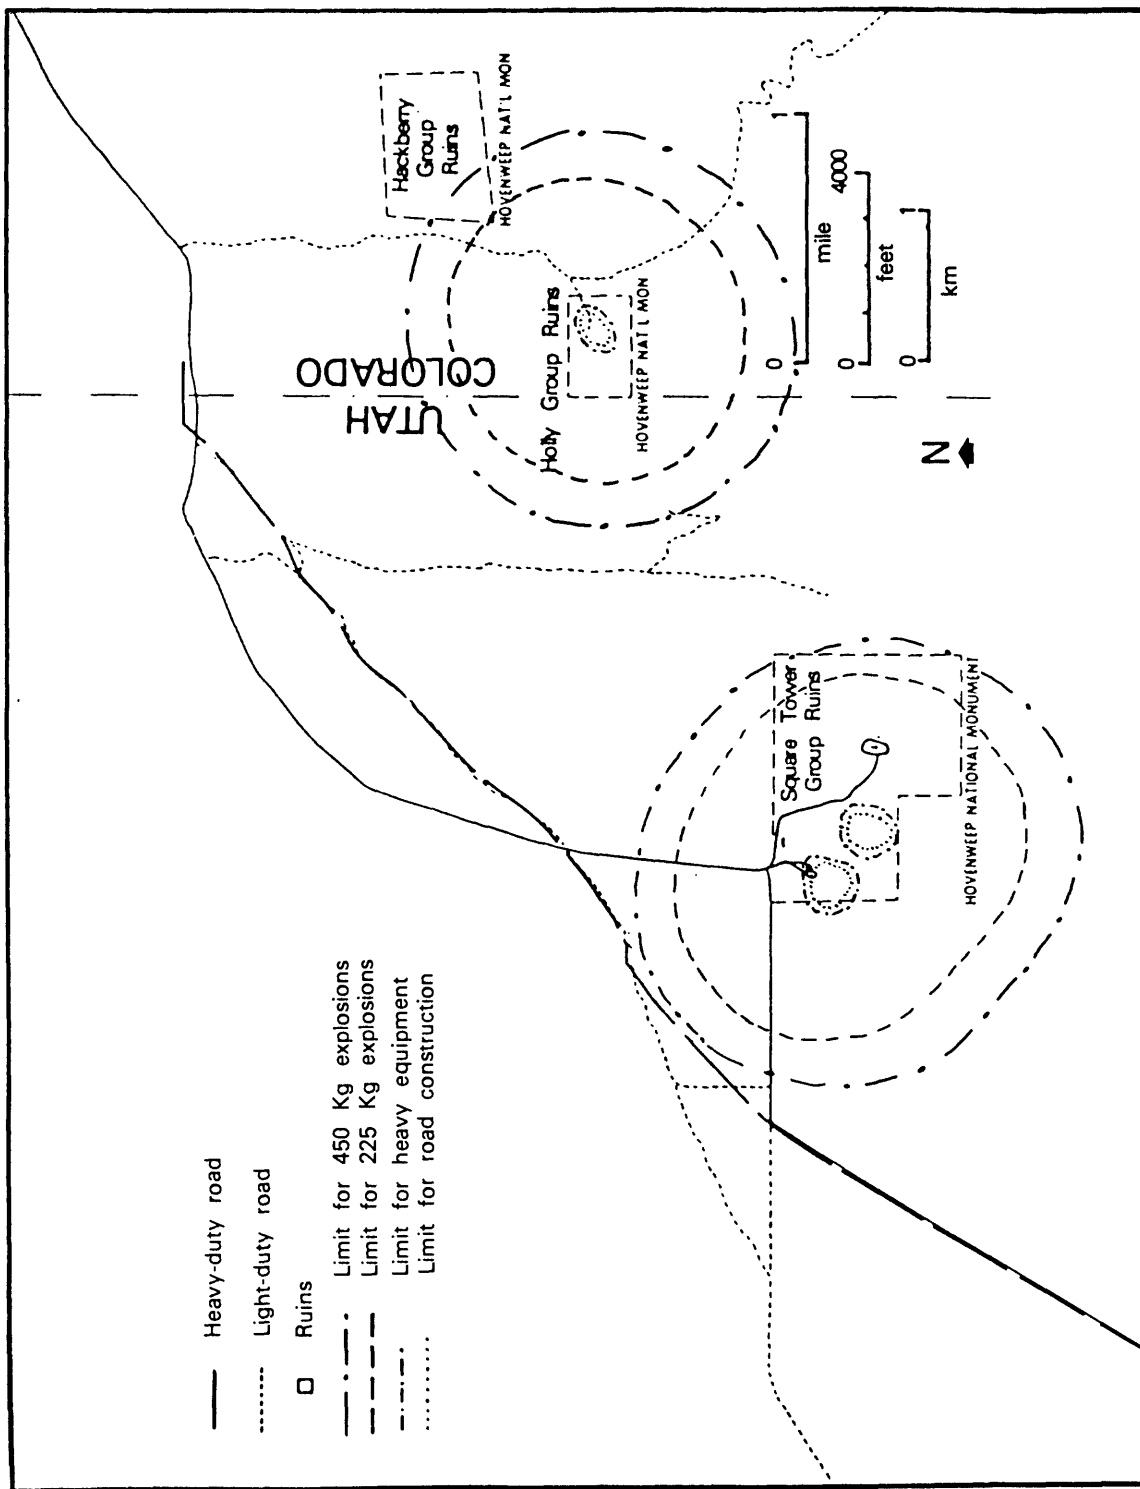 Heavy-duty road
Light-duty road
Ruins
Limit for 450 Kg explosions
Limit for 225 Kg explosions
Limit for heavy equipment
Limit for road construction
UTAH
COLORADO
Hackberry
Group
Ruins
HOVENWEEP NAT'L MON
Holly Group Ruins
HOVENWEEP NAT'L MON
Square Tower
Group Ruins
HOVENWEEP NATIONAL MONUMENT
N
0 1
mile
0 4000
feet
0 1
km